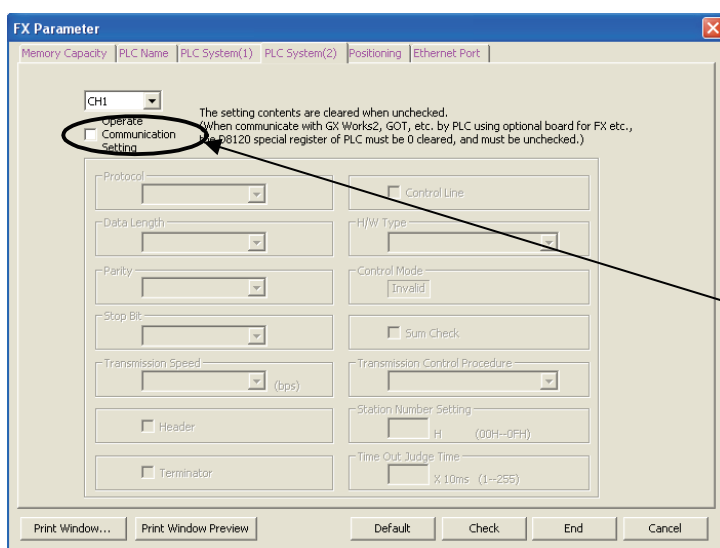 FX Parameter
Memory Capacity PLC Name PLC System(1) PLC System(2) Positioning Ethernet Port
CH1
Operate
Communication
Setting
The setting contents are cleared when unchecked.
(When communicate with GX Works2, GOT, etc. by PLC using optional board for FX etc.,
the D8120 special register of PLC must be 0 cleared, and must be unchecked.)
Protocol
Control Line
Data Length
H/W Type
Parity
Control Mode
Invalid
Stop Bit
Sum Check
Transmission Speed
(bps)
Transmission Control Procedure
Header
Station Number Setting
H (00H--0FH)
Terminator
Time Out Judge Time
X 10ms (1--255)
Print Window... Print Window Preview Default Check End Cancel